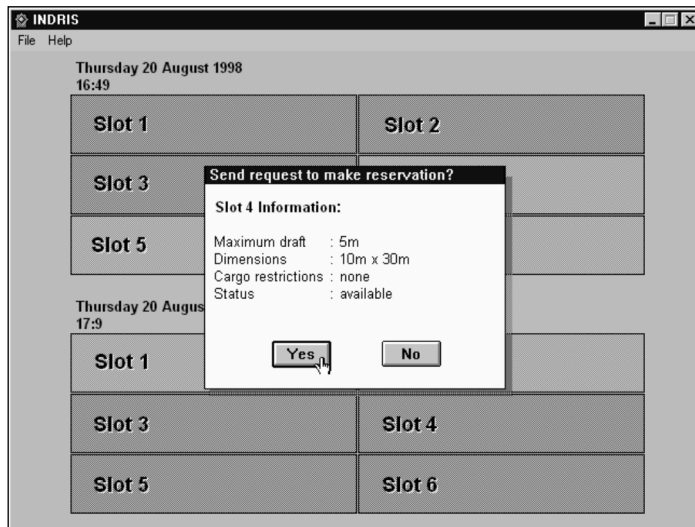 INDRIS
File Help
Thursday 20 August 1998
16:49
Slot 1
Slot 2
Slot 3
Send request to make reservation?
Slot 4 Information:
Maximum draft : 5m
Dimensions : 10m x 30m
Cargo restrictions : none
Status : available
Yes
No
Slot 5
Thursday 20 Augus
17:9
Slot 1
Slot 3
Slot 4
Slot 5
Slot 6